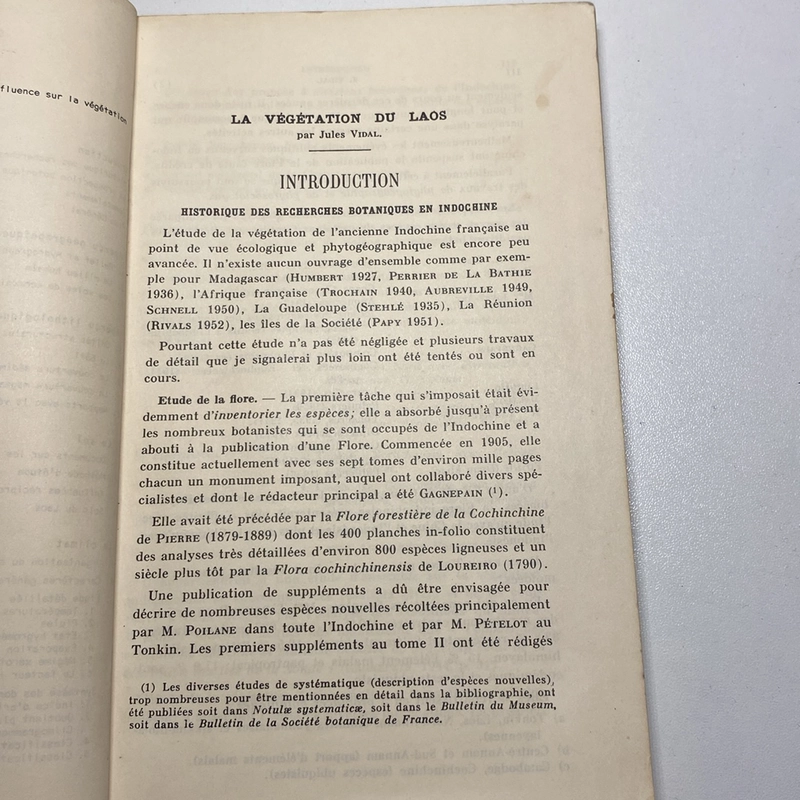 fluence sur la végétation
LA VÉGÉTATION DU LAOS
par Jules VIDAL.
INTRODUCTION
HISTORIQUE DES RECHERCHES BOTANIQUES EN INDOCHINE
L'étude de la végétation de l'ancienne Indochine française au
point de vue écologique et phytogéographique est encore peu
avancée. Il n'existe aucun ouvrage d'ensemble comme par exem-
ple pour Madagascar (HUMBERT 1927, PERRIER DE LA BATHIE
1936), l'Afrique française (TROCHAIN 1940, AUBREVILLE 1949,
SCHNELL 1950), La Guadeloupe (STEHLÉ 1935), La Réunion
(RIVALS 1952), les îles de la Société (PAPY 1951).
Pourtant cette étude n'a pas été négligée et plusieurs travaux
de détail que je signalerai plus loin ont été tentés ou sont en
cours.
Etude de la flore. — La première tâche qui s'imposait était évi-
demment d'inventorier les espèces; elle a absorbé jusqu'à présent
les nombreux botanistes qui se sont occupés de l'Indochine et a
abouti à la publication d'une Flore. Commencée en 1905, elle
constitue actuellement avec ses sept tomes d'environ mille pages
chacun un monument imposant, auquel ont collaboré divers spé-
cialistes et dont le rédacteur principal a été GAGNEPAIN (1).
Elle avait été précédée par la Flore forestière de la Cochinchine
de PIERRE (1879-1889) dont les 400 planches in-folio constituent
des analyses très détaillées d'environ 800 espèces ligneuses et un
siècle plus tôt par la Flora cochinchinensis de LOUREIRO (1790).
Une publication de suppléments a dû être envisagée pour
décrire de nombreuses espèces nouvelles récoltées principalement
par M. POILANE dans toute l'Indochine et par M. PÉTELOT au
Tonkin. Les premiers suppléments au tome II ont été rédigés
(1) Les diverses études de systématique (description d'espèces nouvelles),
trop nombreuses pour être mentionnées en détail dans la bibliographie, ont
été publiées soit dans Notulæ systematicæ, soit dans le Bulletin du Museum,
soit dans le Bulletin de la Société botanique de France.